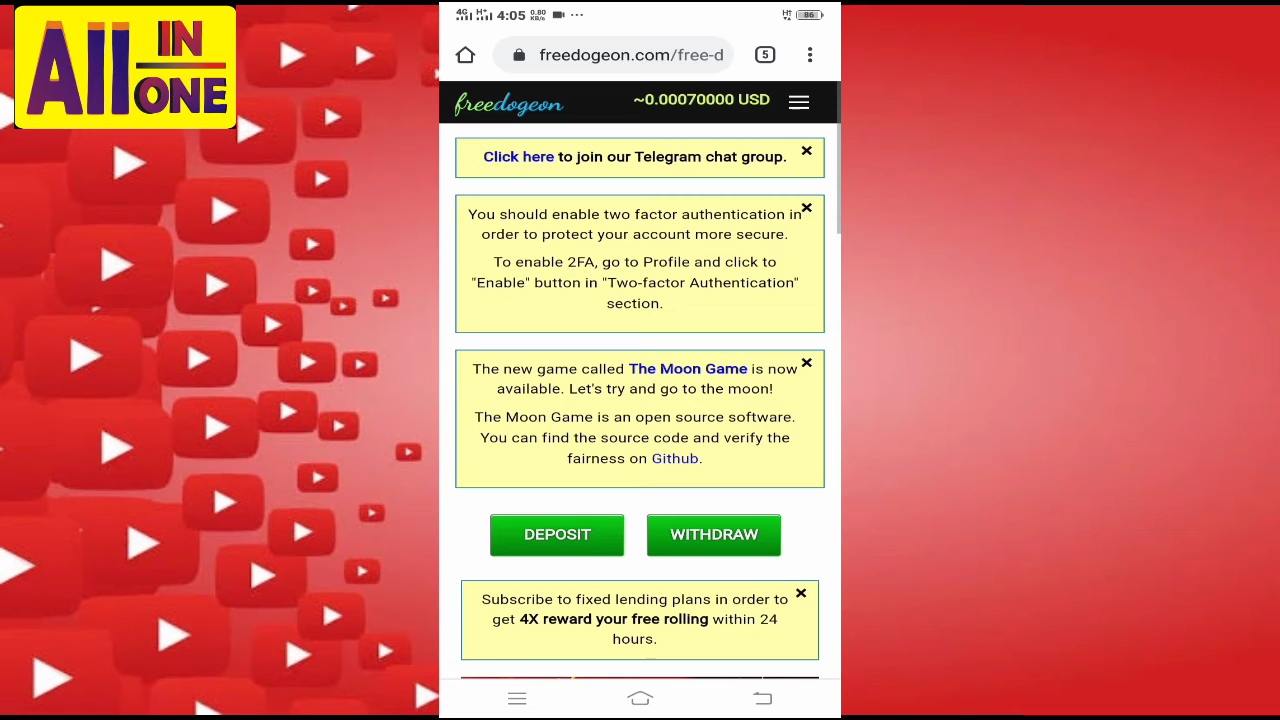 All IN ONE
4G H+ 4:05 0.80 KB/s ··· 86
freedogeon.com/free-d 5
freedogeon ~0.00070000 USD
Click here to join our Telegram chat group. ×
You should enable two factor authentication in ×
order to protect your account more secure.
To enable 2FA, go to Profile and click to
"Enable" button in "Two-factor Authentication"
section.
The new game called The Moon Game is now ×
available. Let's try and go to the moon!
The Moon Game is an open source software.
You can find the source code and verify the
fairness on Github.
DEPOSIT WITHDRAW
Subscribe to fixed lending plans in order to ×
get 4X reward your free rolling within 24
hours.